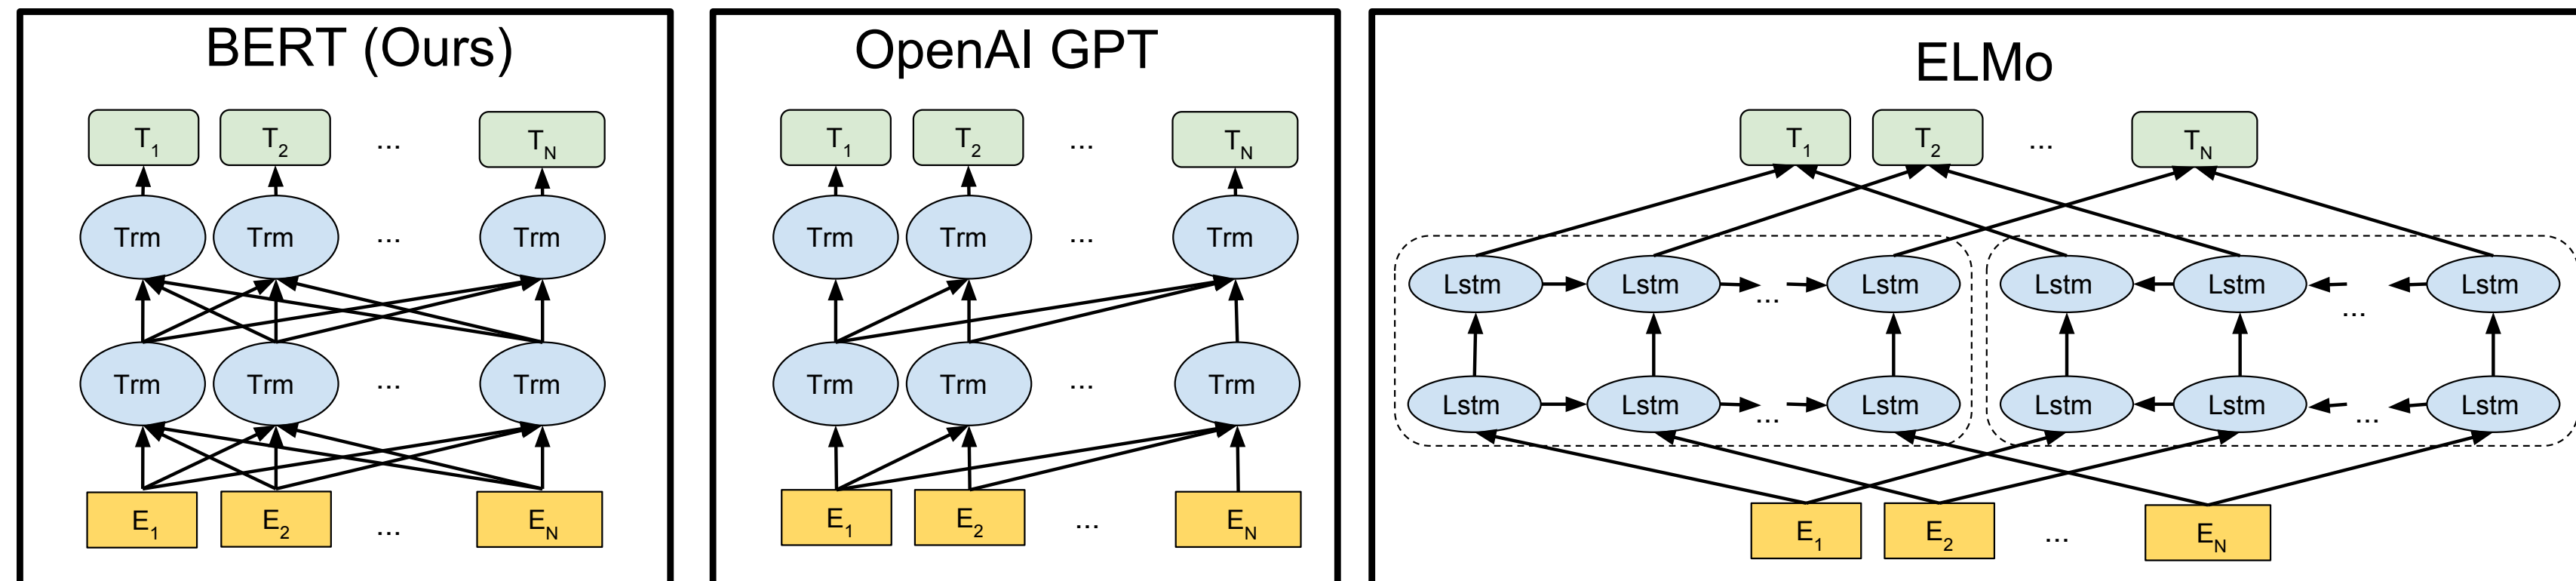 BERT (Ours)
T1 T2 ... TN
Trm Trm ... Trm
Trm Trm ... Trm
E1 E2 ... EN
OpenAI GPT
T1 T2 ... TN
Trm Trm ... Trm
Trm Trm ... Trm
E1 E2 ... EN
ELMo
T1 T2 ... TN
Lstm Lstm ... Lstm Lstm Lstm ... Lstm
Lstm Lstm ... Lstm Lstm Lstm ... Lstm
E1 E2 ... EN